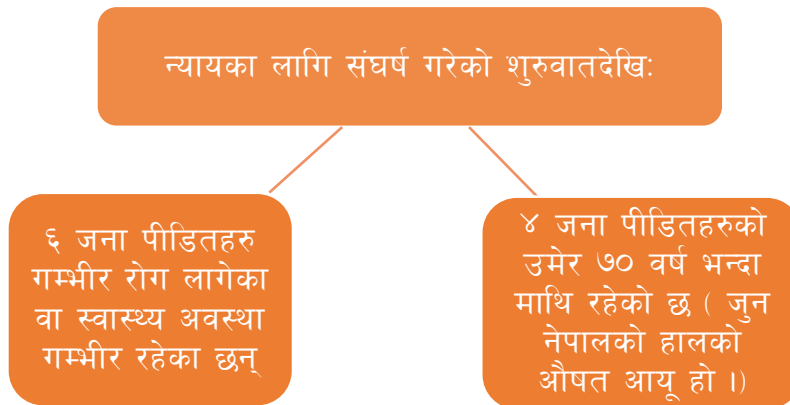 न्यायका लागि संघर्ष गरेको शुरुवातदेखिः
६ जना पीडितहरु
गम्भीर रोग लागेका
वा स्वास्थ्य अवस्था
गम्भीर रहेका छन्
४ जना पीडितहरुको
उमेर ७० वर्ष भन्दा
माथि रहेको छ ( जुन
नेपालको हालको
औषत आयू हो ।)